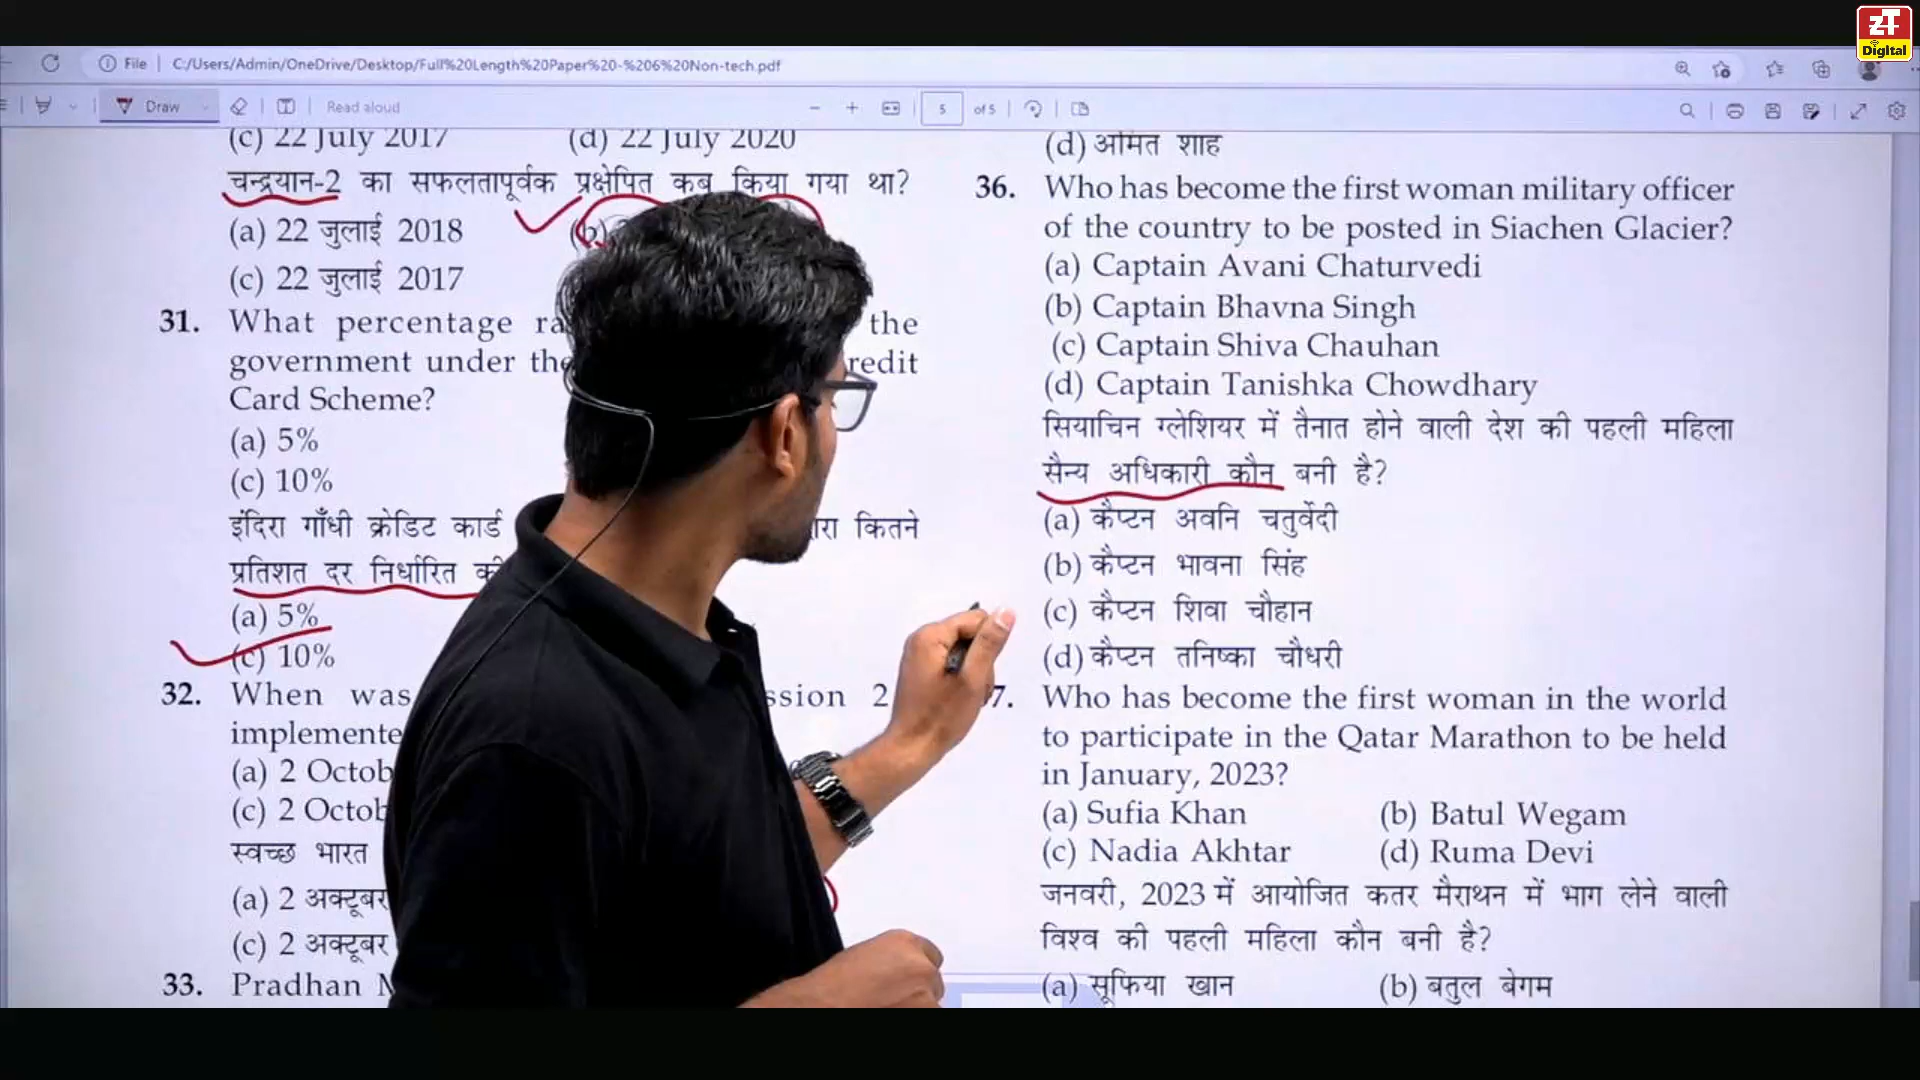 ZT
Digital
File
C:/Users/Admin/OneDrive/Desktop/Full%20Length%20Paper%20-%206%20Non-tech.pdf
Draw
Read aloud
5
of 5
(c) 22 July 2017
(d) 22 July 2020
चन्द्रयान-2 का सफलतापूर्वक प्रक्षेपित कब किया गया था?
(a) 22 जुलाई 2018
(b)
(c) 22 जुलाई 2017
31. What percentage
the
government under
Card Scheme?
(a) 5%
(c) 10%
इंदिरा गाँधी क्रेडिट कार्ड
कितने
प्रतिशत दर निर्धारित
(a) 5%
(c) 10%
32. When was
2
(a) 2
(c) 2
स्वच्छ भारत
(a) 2 अक्टूबर
(c) 2 अक्टूबर
33. Pradhan
(d) अमित शाह
36. Who has become the first woman military officer
of the country to be posted in Siachen Glacier?
(a) Captain Avani Chaturvedi
(b) Captain Bhavna Singh
(c) Captain Shiva Chauhan
(d) Captain Tanishka Chowdhary
सियाचिन ग्लेशियर में तैनात होने वाली देश की पहली महिला
सैन्य अधिकारी कौन बनी है?
(a) कैप्टन अवनि चतुर्वेदी
(b) कैप्टन भावना सिंह
(c) कैप्टन शिवा चौहान
(d) कैप्टन तनिष्का चौधरी
7. Who has become the first woman in the world
to participate in the Qatar Marathon to be held
in January, 2023?
(a) Sufia Khan
(b) Batul Wegam
(c) Nadia Akhtar
(d) Ruma Devi
जनवरी, 2023 में आयोजित कतर मैराथन में भाग लेने वाली
विश्व की पहली महिला कौन बनी है?
(a) सूफिया खान
(b) बतुल बेगम